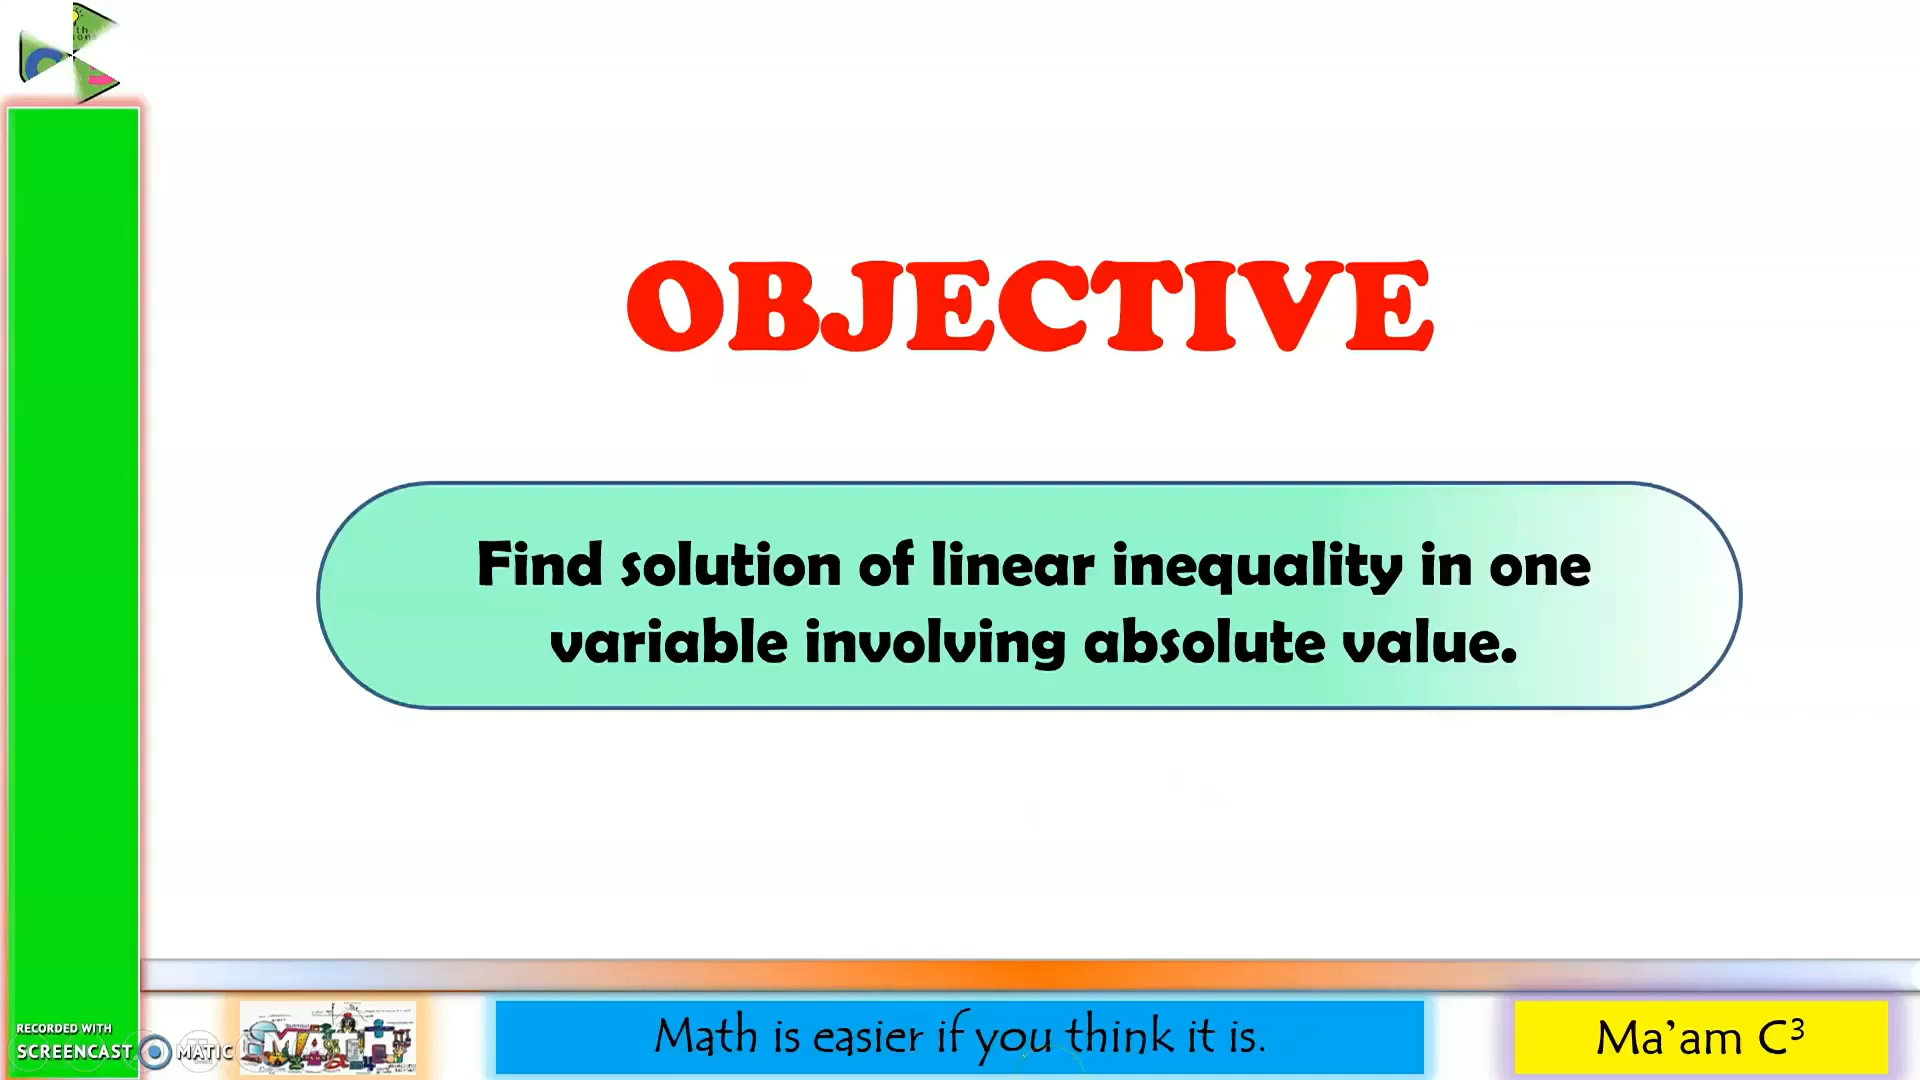 OBJECTIVE
Find solution of linear inequality in one
variable involving absolute value.
RECORDED WITH
SCREENCAST MATIC
MATH
Math is easier if you think it is.
Ma’am C³